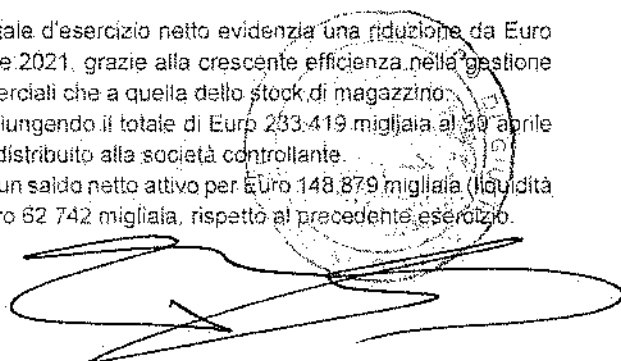 tale d'esercizio netto evidenzia una riduzione da Euro
e 2021, grazie alla crescente efficienza nella gestione
erciali che a quella dello stock di magazzino.
iungendo il totale di Euro 233.419 migliaia al 30 aprile
distribuito alla società controllante.
un saldo netto attivo per Euro 148.879 migliaia (liquidità
ro 62 742 migliaia, rispetto al precedente esercizio.